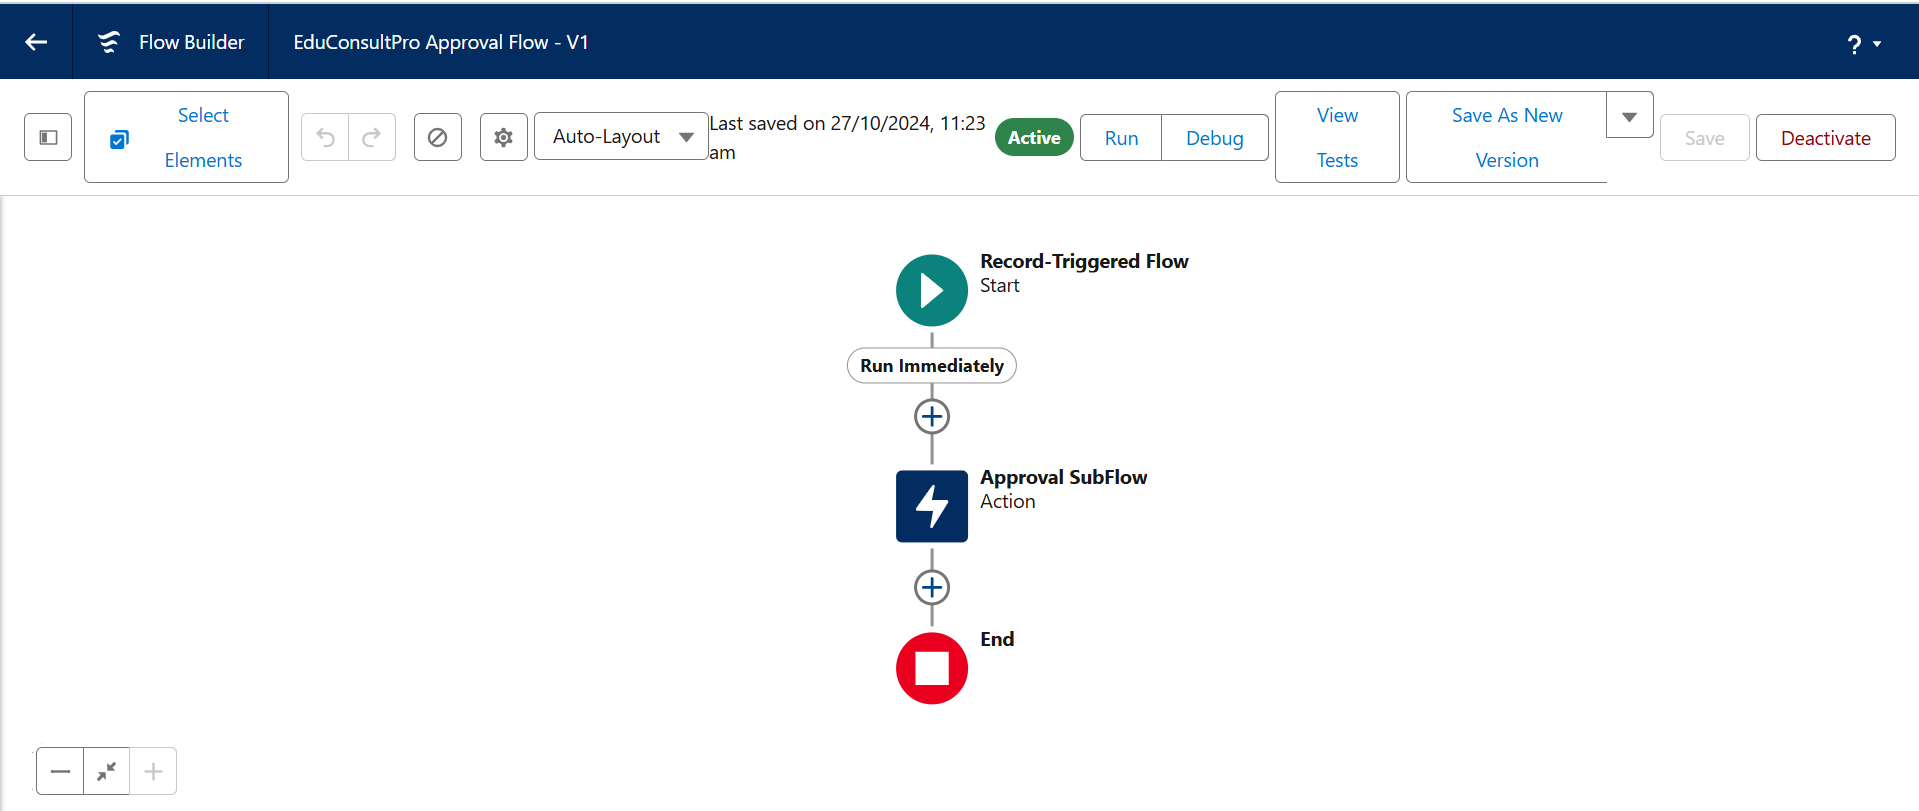 Flow Builder
EduConsultPro Approval Flow - V1
?
Select
Elements
Auto-Layout
Last saved on 27/10/2024, 11:23
am
Active
Run
Debug
View
Tests
Save As New
Version
Save
Deactivate
Record-Triggered Flow
Start
Run Immediately
Approval SubFlow
Action
End